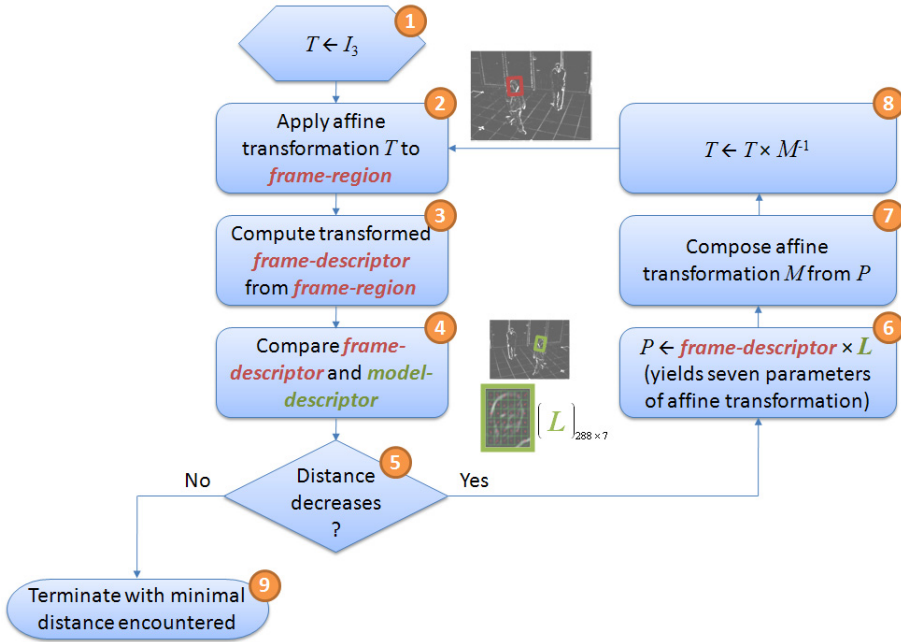 1
T ← I3
2
Apply affine
transformation T to
frame-region
3
Compute transformed
frame-descriptor
from frame-region
4
Compare frame-
descriptor and model-
descriptor
5
Distance
decreases
?
No
Yes
6
P ← frame-descriptor × L
(yields seven parameters
of affine transformation)
(L)288×7
7
Compose affine
transformation M from P
8
T ← T × M-1
9
Terminate with minimal
distance encountered